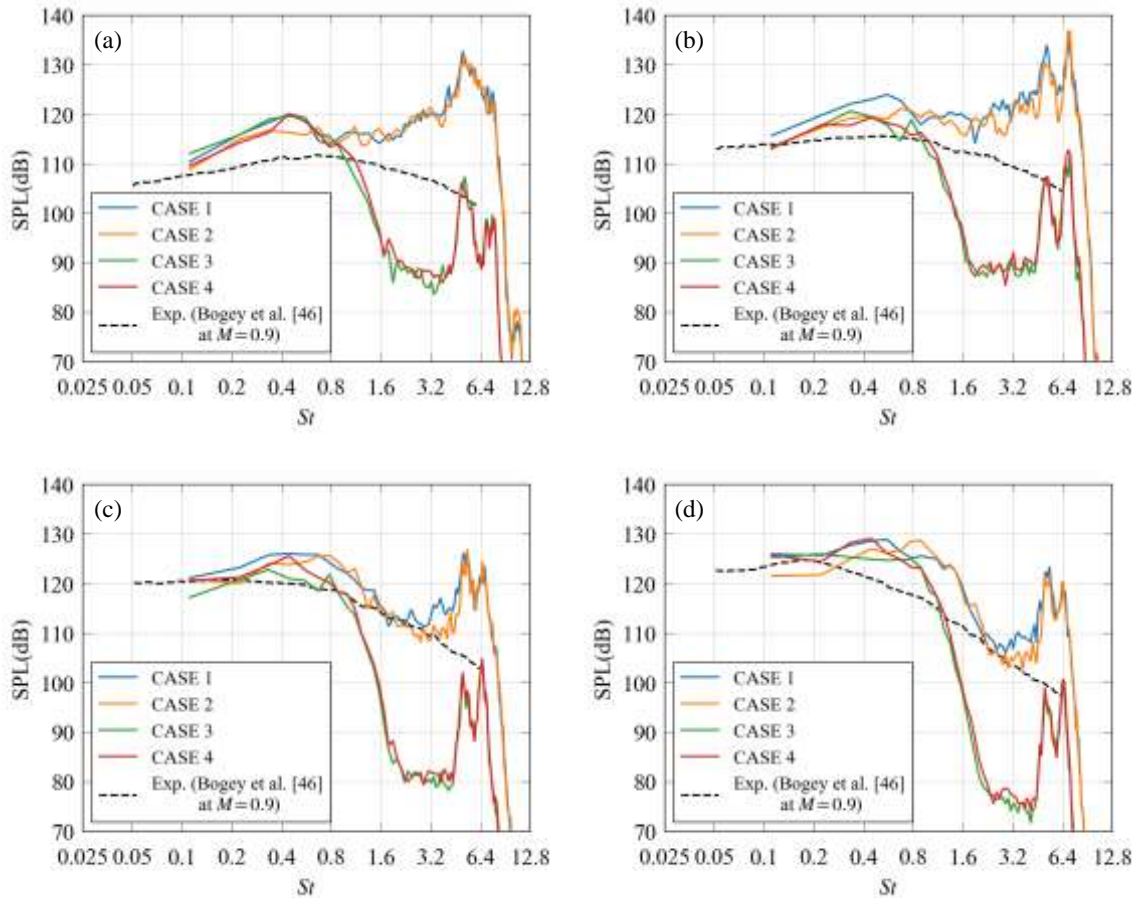 (a)
140
130
120
110
100
90
80
70
SPL(dB)
CASE 1
CASE 2
CASE 3
CASE 4
Exp. (Bogey et al. [46]
at M=0.9)
0.025 0.05 0.1 0.2 0.4 0.8 1.6 3.2 6.4 12.8
St
(b)
140
130
120
110
100
90
80
70
SPL(dB)
CASE 1
CASE 2
CASE 3
CASE 4
Exp. (Bogey et al. [46]
at M=0.9)
0.025 0.05 0.1 0.2 0.4 0.8 1.6 3.2 6.4 12.8
St
(c)
140
130
120
110
100
90
80
70
SPL(dB)
CASE 1
CASE 2
CASE 3
CASE 4
Exp. (Bogey et al. [46]
at M=0.9)
0.025 0.05 0.1 0.2 0.4 0.8 1.6 3.2 6.4 12.8
St
(d)
140
130
120
110
100
90
80
70
SPL(dB)
CASE 1
CASE 2
CASE 3
CASE 4
Exp. (Bogey et al. [46]
at M=0.9)
0.025 0.05 0.1 0.2 0.4 0.8 1.6 3.2 6.4 12.8
St